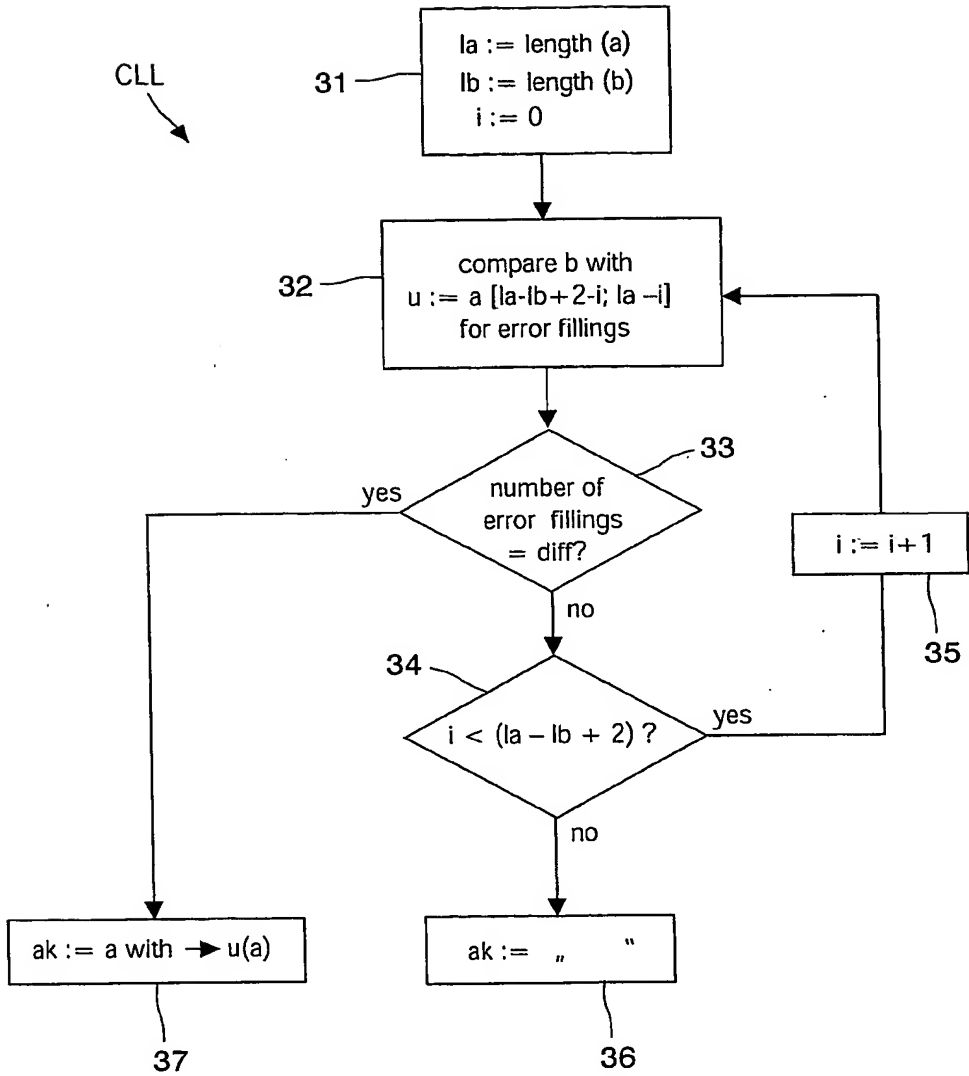 CLL
31
la := length (a)
lb := length (b)
i := 0
32
compare b with
u := a [la-lb+2-i; la -i]
for error fillings
33
yes
number of
error fillings
= diff?
i := i+1
35
no
34
i < (la – lb + 2) ?
yes
no
ak := a with → u(a)
37
ak := „ “
36